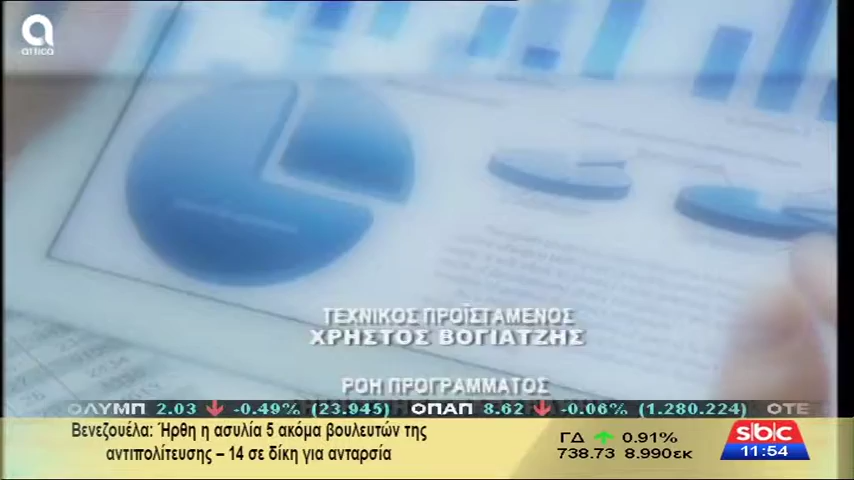 attica
ΤΕΧΝΙΚΟΣ ΠΡΟΪΣΤΑΜΕΝΟΣ
ΧΡΗΣΤΟΣ ΒΟΓΙΑΤΖΗΣ
ΡΟΗ ΠΡΟΓΡΑΜΜΑΤΟΣ
ΟΛΥΜΠ 2.03 -0.49% (23.945) ΟΠΑΠ 8.62 -0.06% (1.280.224) ΟΤΕ
Βενεζουέλα: Ήρθη η ασυλία 5 ακόμα βουλευτών της
αντιπολίτευσης – 14 σε δίκη για ανταρσία
ΓΔ 0.91%
738.73 8.990εκ
sbc
11:54